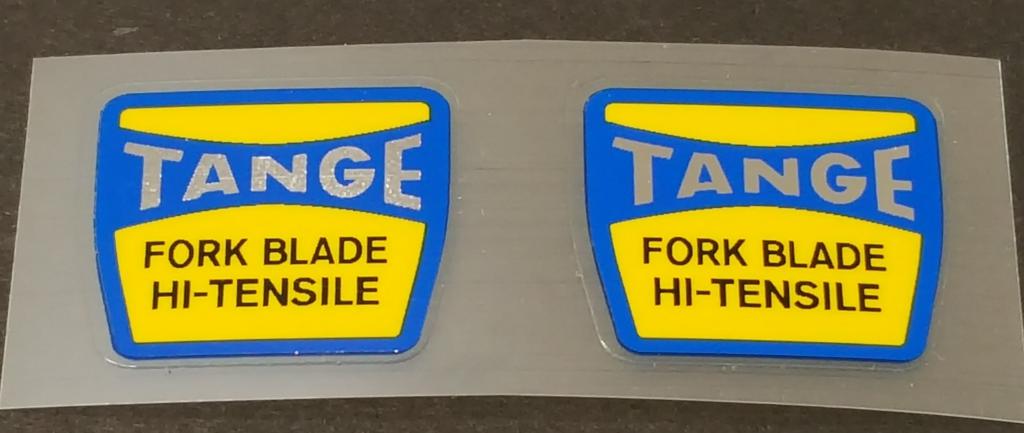 TANGE
FORK BLADE
HI-TENSILE
TANGE
FORK BLADE
HI-TENSILE